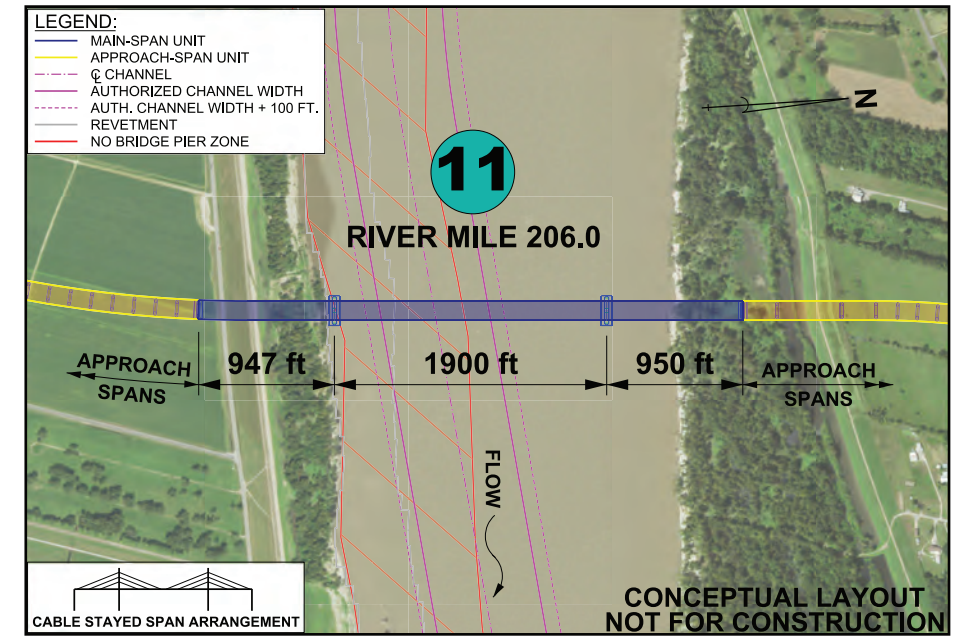 LEGEND:
MAIN-SPAN UNIT
APPROACH-SPAN UNIT
℄ CHANNEL
AUTHORIZED CHANNEL WIDTH
AUTH. CHANNEL WIDTH + 100 FT.
REVETMENT
NO BRIDGE PIER ZONE
N
11
RIVER MILE 206.0
APPROACH
SPANS
947 ft
1900 ft
950 ft
APPROACH
SPANS
FLOW
CABLE STAYED SPAN ARRANGEMENT
CONCEPTUAL LAYOUT
NOT FOR CONSTRUCTION